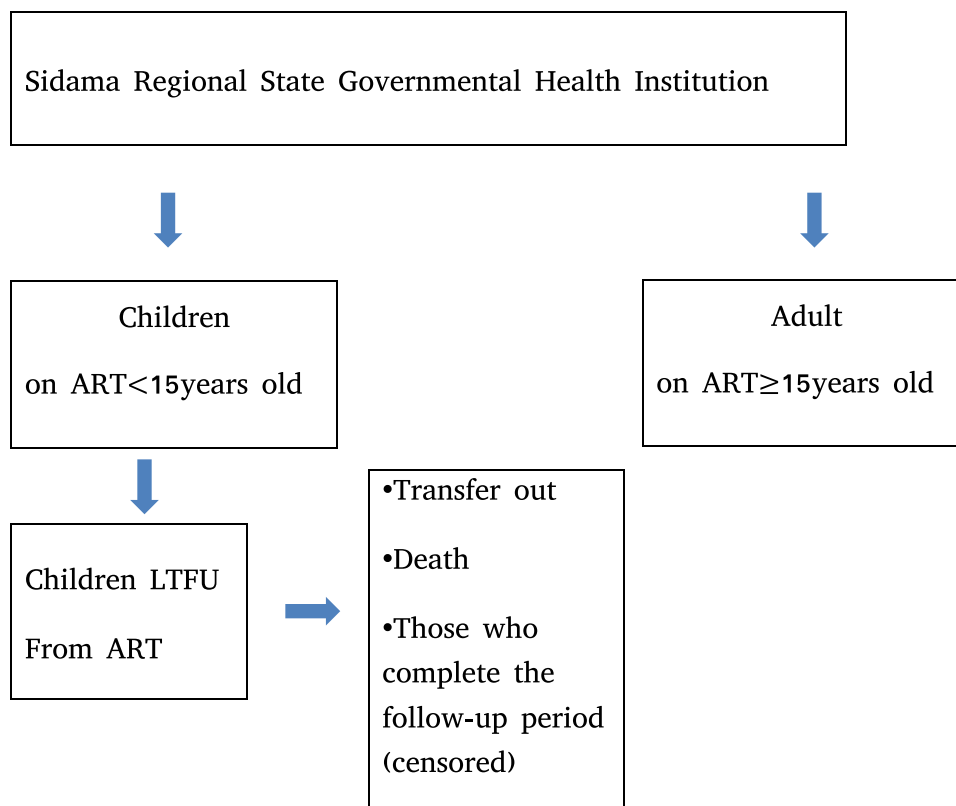 Sidama Regional State Governmental Health Institution
Children
on ART<15years old
Adult
on ART≥15years old
Children LTFU
From ART
•Transfer out
•Death
•Those who
complete the
follow-up period
(censored)